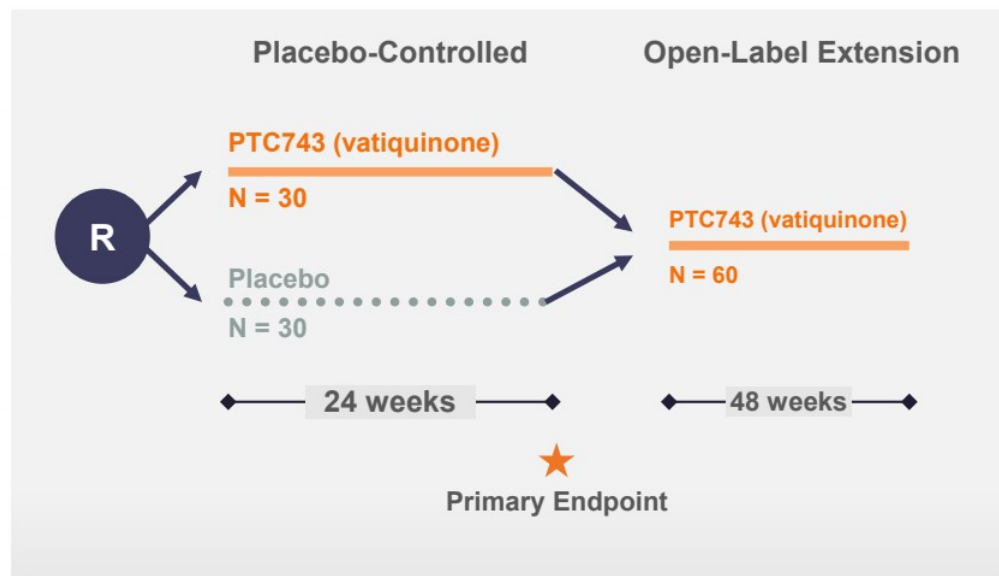 Placebo-Controlled
Open-Label Extension
PTC743 (vatiquinone)
N = 30
R
Placebo
N = 30
PTC743 (vatiquinone)
N = 60
24 weeks
48 weeks
Primary Endpoint